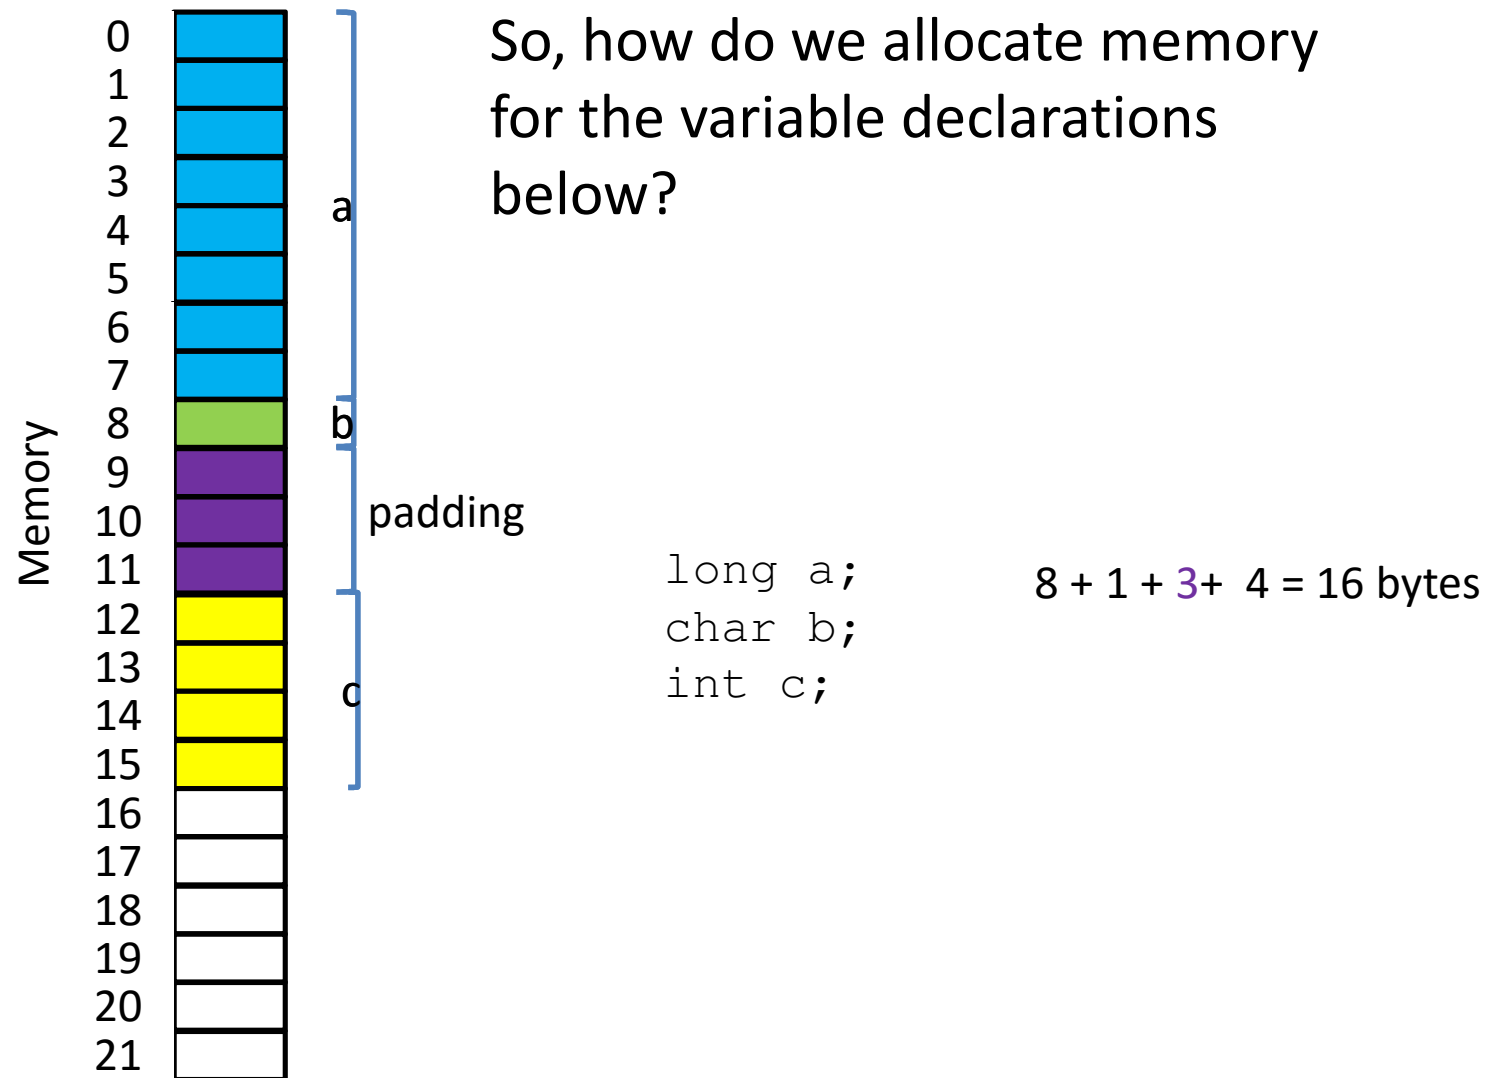 So, how do we allocate memory
for the variable declarations
below?
Memory
0
1
2
3
4
5
6
7
8
9
10
11
12
13
14
15
16
17
18
19
20
21
a
b
padding
c
long a;
char b;
int c;
8 + 1 + 3+ 4 = 16 bytes